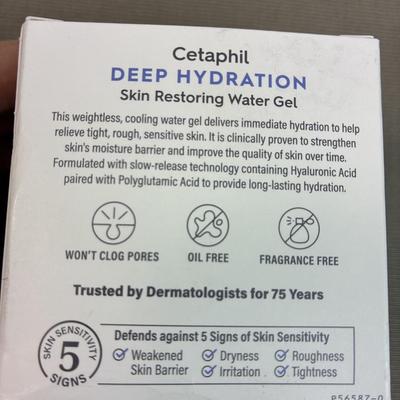 Cetaphil
DEEP HYDRATION
Skin Restoring Water Gel
This weightless, cooling water gel delivers immediate hydration to help
relieve tight, rough, sensitive skin. It is clinically proven to strengthen
skin's moisture barrier and improve the quality of skin over time.
Formulated with slow-release technology containing Hyaluronic Acid
paired with Polyglutamic Acid to provide long-lasting hydration.
WON'T CLOG PORES
OIL FREE
FRAGRANCE FREE
Trusted by Dermatologists for 75 Years
SKIN SENSITIVITY
5
SIGNS
Defends against 5 Signs of Skin Sensitivity
Weakened Skin Barrier
Dryness
Roughness
Irritation
Tightness
P56587-0